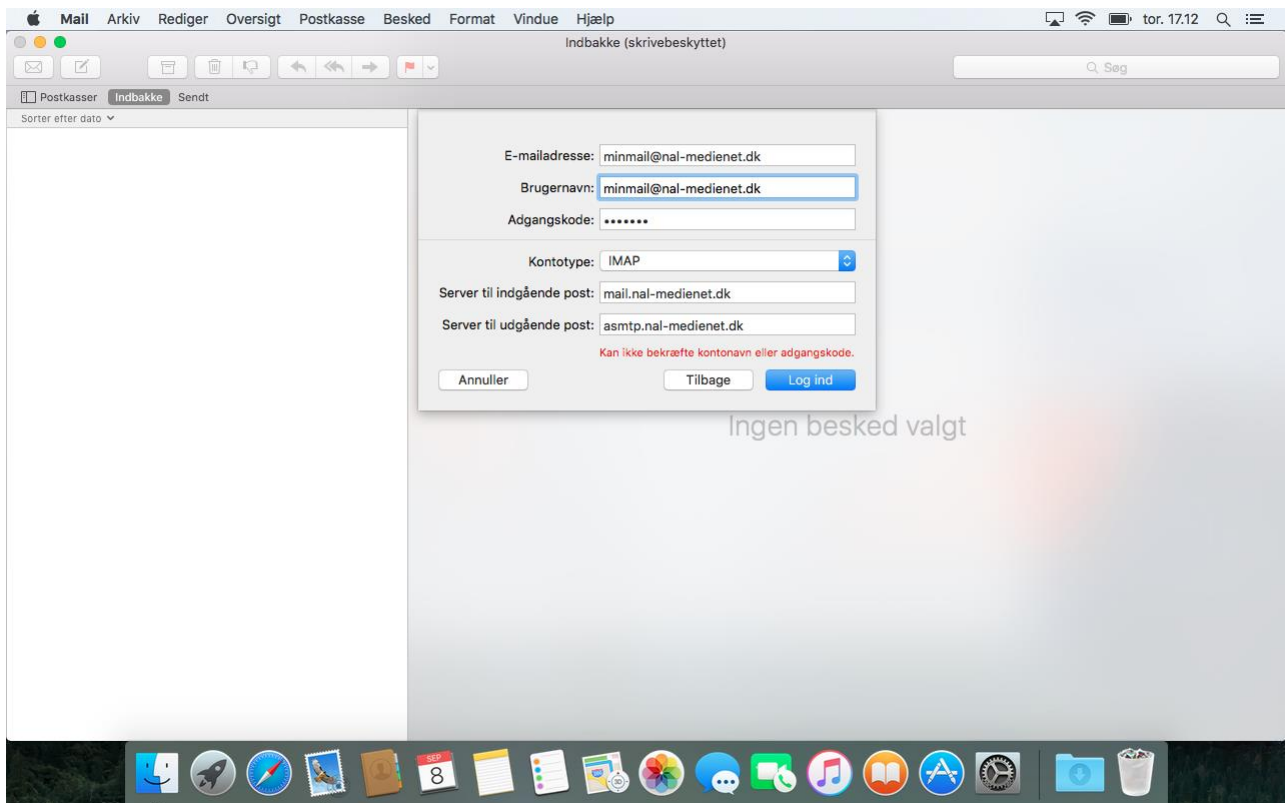 Mail Arkiv Rediger Oversigt Postkasse Besked Format Vindue Hjælp tor. 17.12
Indbakke (skrivebeskyttet)
Søg
Postkasser Indbakke Sendt
Sorter efter dato
E-mailadresse: minmail@nal-medienet.dk
Brugernavn: minmail@nal-medienet.dk
Adgangskode: •••••••
Kontotype: IMAP
Server til indgående post: mail.nal-medienet.dk
Server til udgående post: asmtp.nal-medienet.dk
Kan ikke bekræfte kontonavn eller adgangskode.
Annuller Tilbage Log ind
Ingen besked valgt
SEP
8